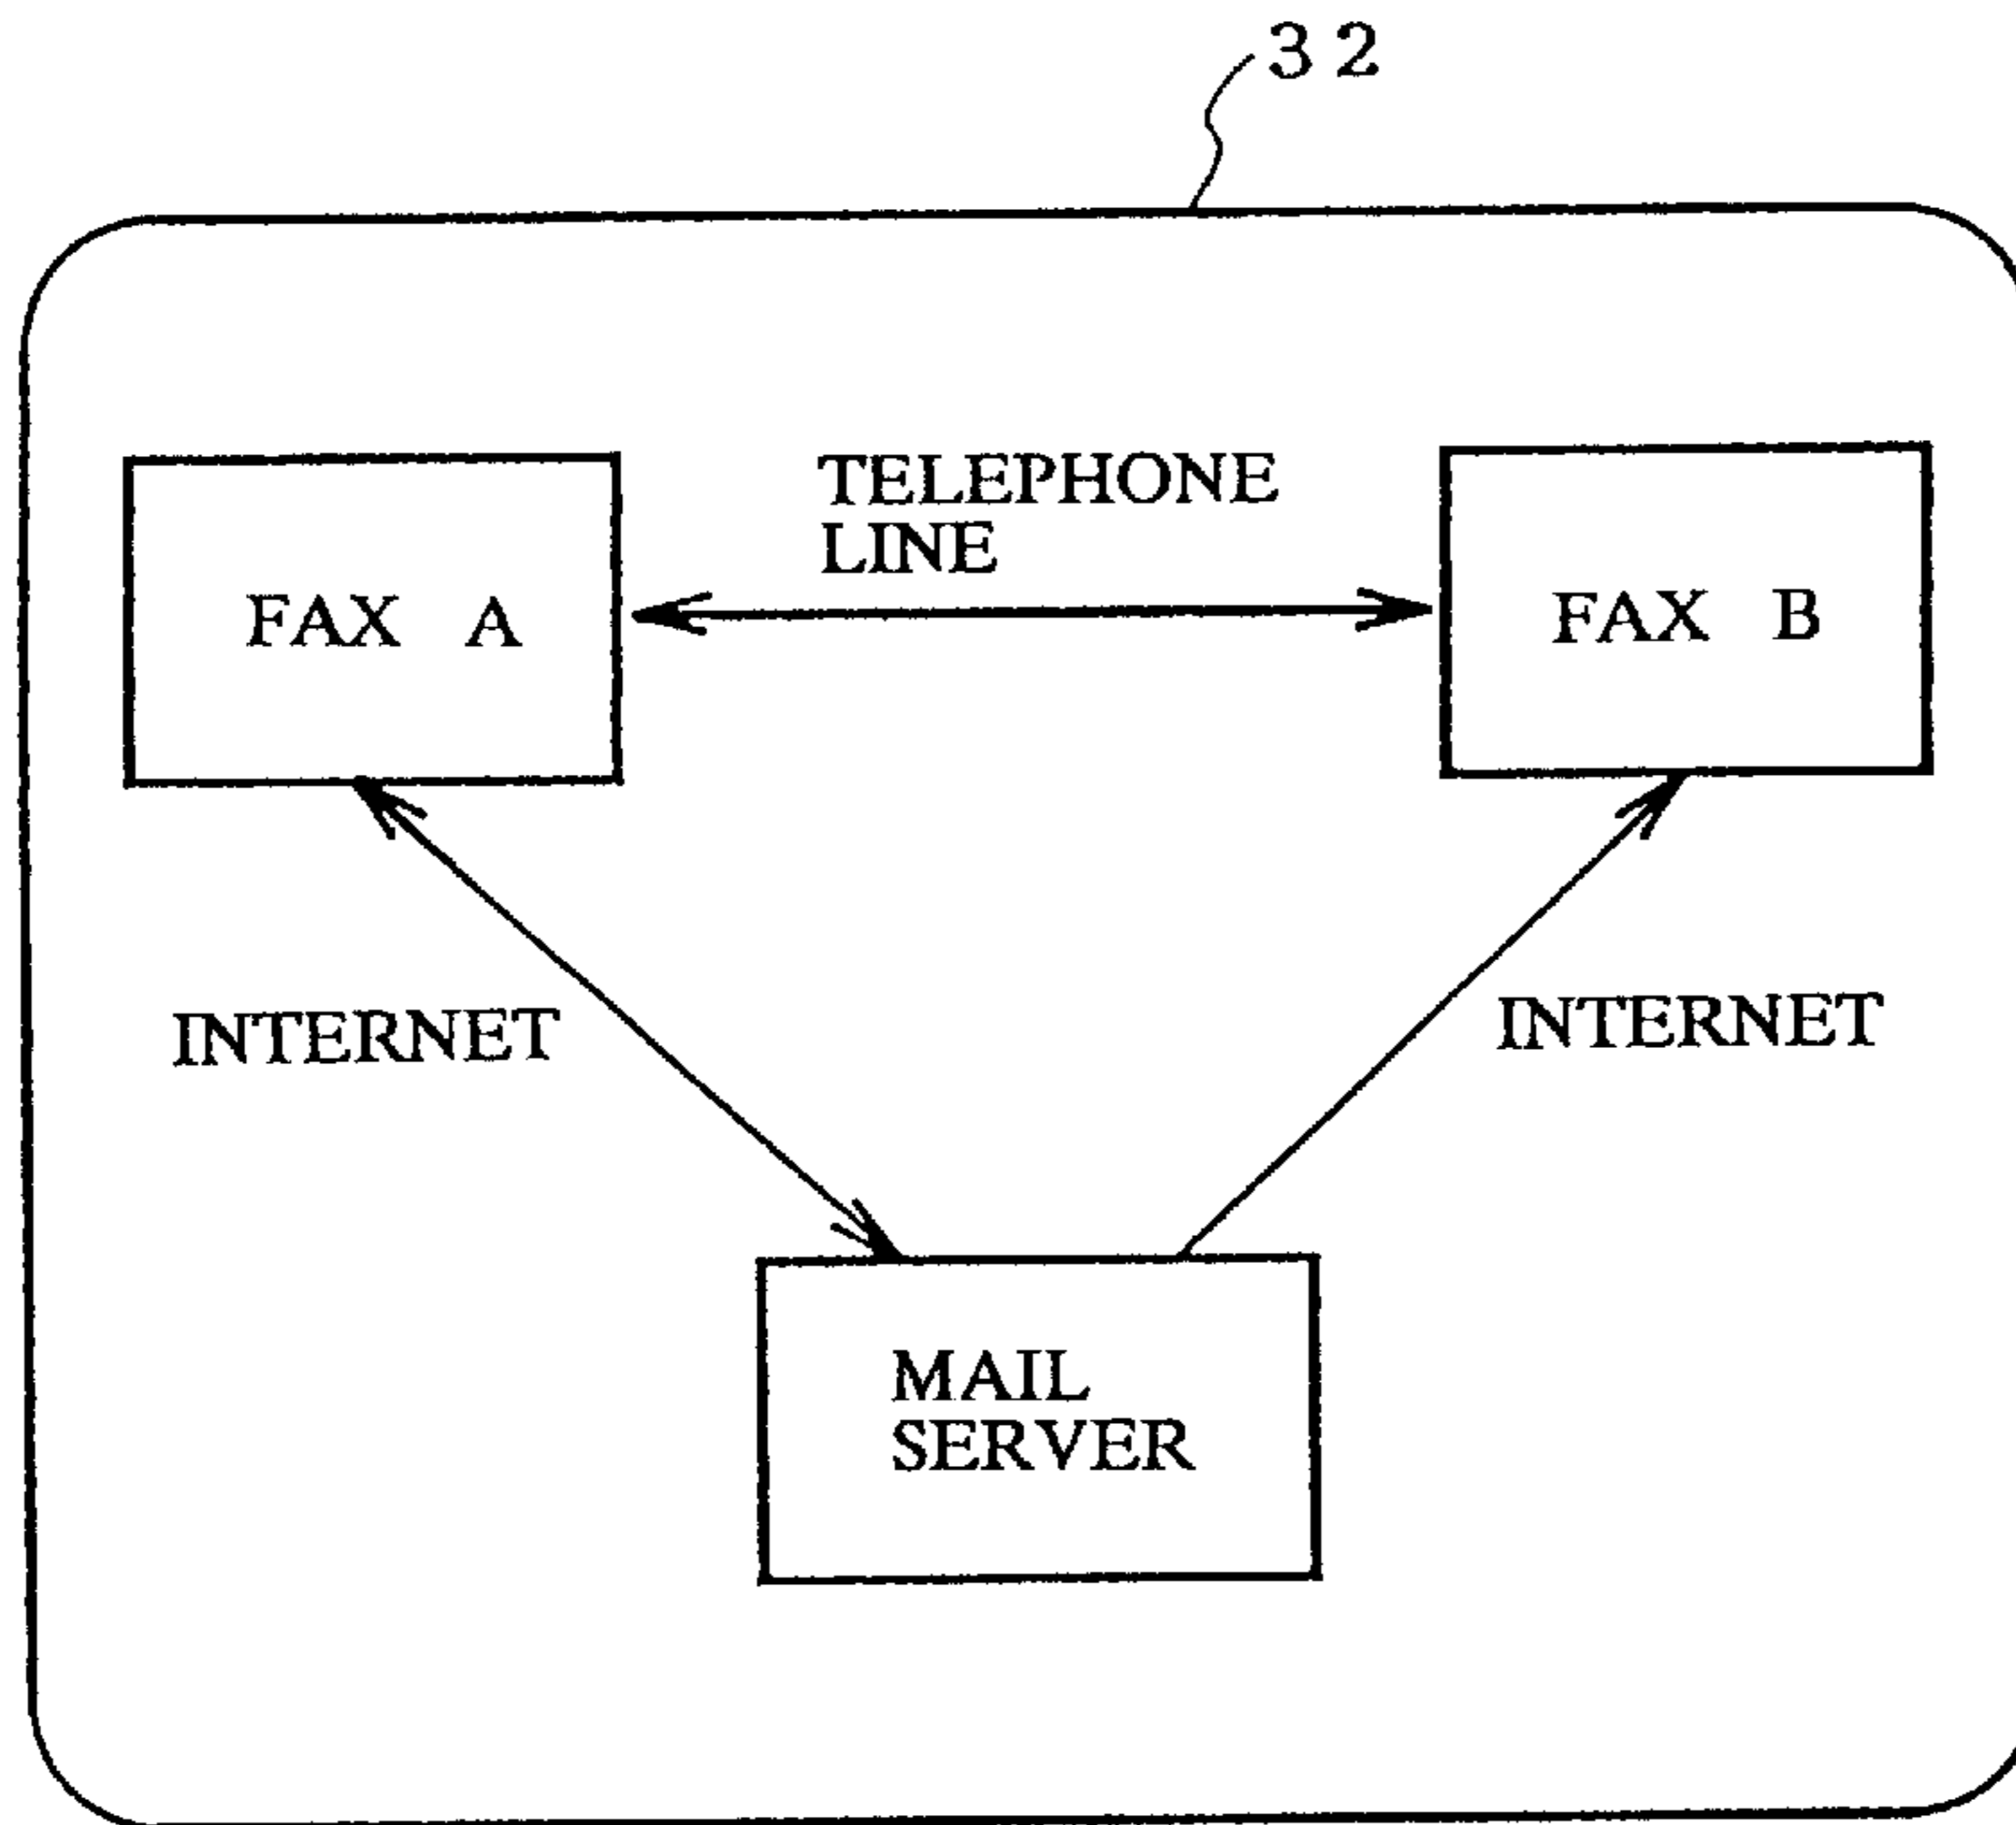 32
TELEPHONE
LINE
FAX A
FAX B
INTERNET
INTERNET
MAIL
SERVER